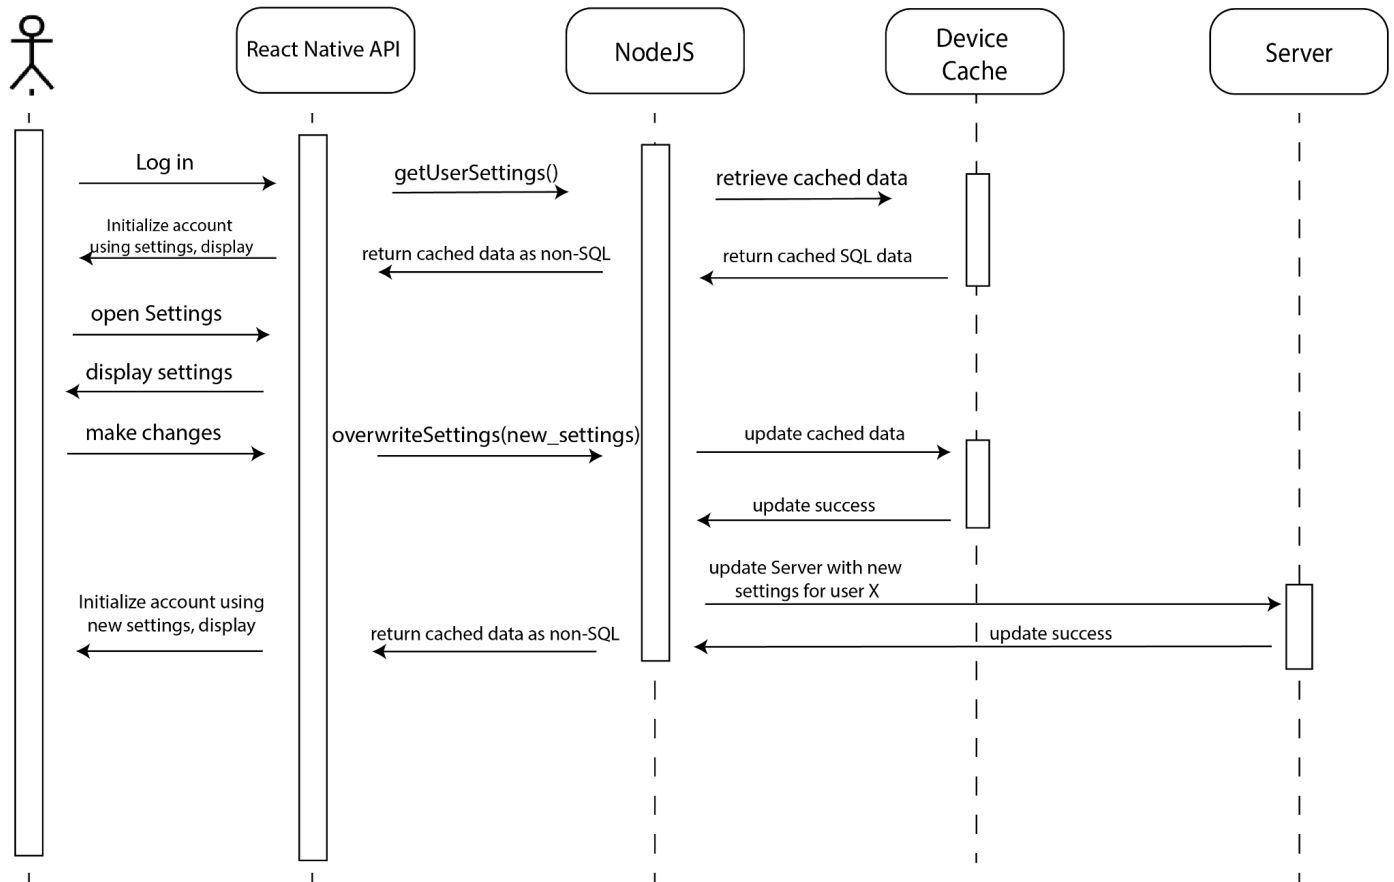 React Native API
NodeJS
Device
Cache
Server
Log in
getUserSettings()
retrieve cached data
Initialize account
using settings, display
return cached data as non-SQL
return cached SQL data
open Settings
display settings
make changes
overwriteSettings(new_settings)
update cached data
update success
update Server with new
settings for user X
Initialize account using
new settings, display
return cached data as non-SQL
update success